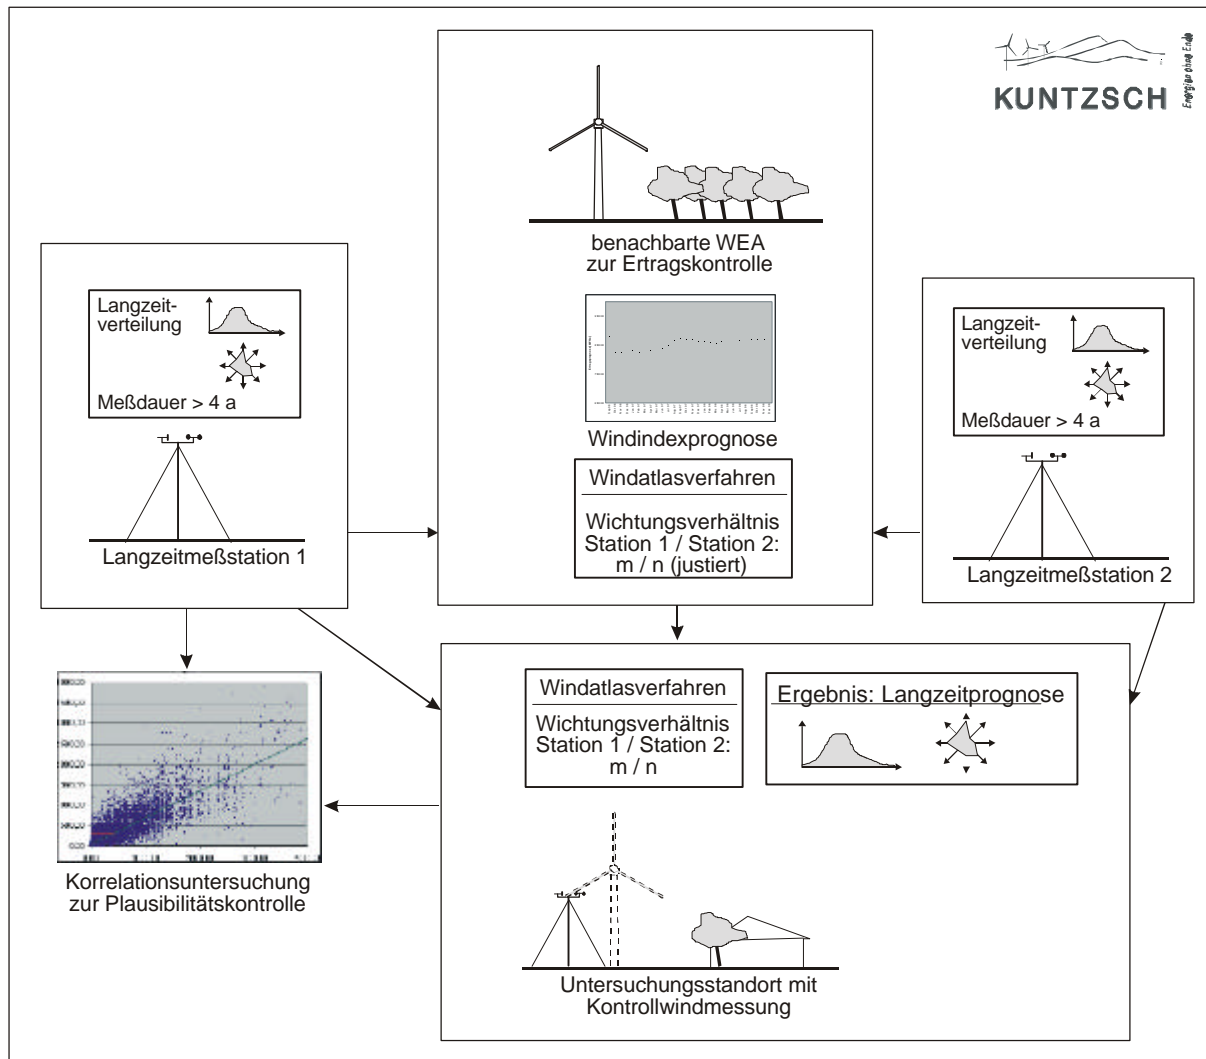 KUNTZSCH
Energien ohne Ende
benachbarte WEA
zur Ertragskontrolle
Windindexprognose
Windatlasverfahren
Wichtungsverhältnis
Station 1 / Station 2:
m / n (justiert)
Langzeit-
verteilung
Meßdauer > 4 a
Langzeitmeßstation 1
Langzeit-
verteilung
Meßdauer > 4 a
Langzeitmeßstation 2
Windatlasverfahren
Wichtungsverhältnis
Station 1 / Station 2:
m / n
Ergebnis: Langzeitprognose
Korrelationsuntersuchung
zur Plausibilitätskontrolle
Untersuchungsstandort mit
Kontrollwindmessung